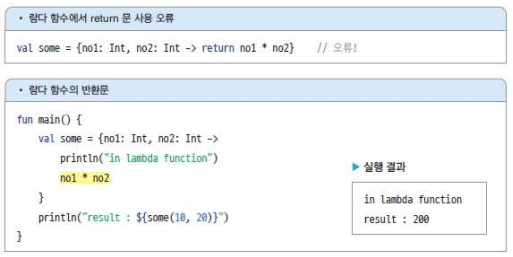 • 람다 함수에서 return 문 사용 오류
val some = {no1: Int, no2: Int -> return no1 * no2}    // 오류!
• 람다 함수의 반환문
fun main() {
    val some = {no1: Int, no2: Int ->
        println("in lambda function")
        no1 * no2
    }
    println("result : ${some(10, 20)}")
}
▶ 실행 결과
in lambda function
result : 200